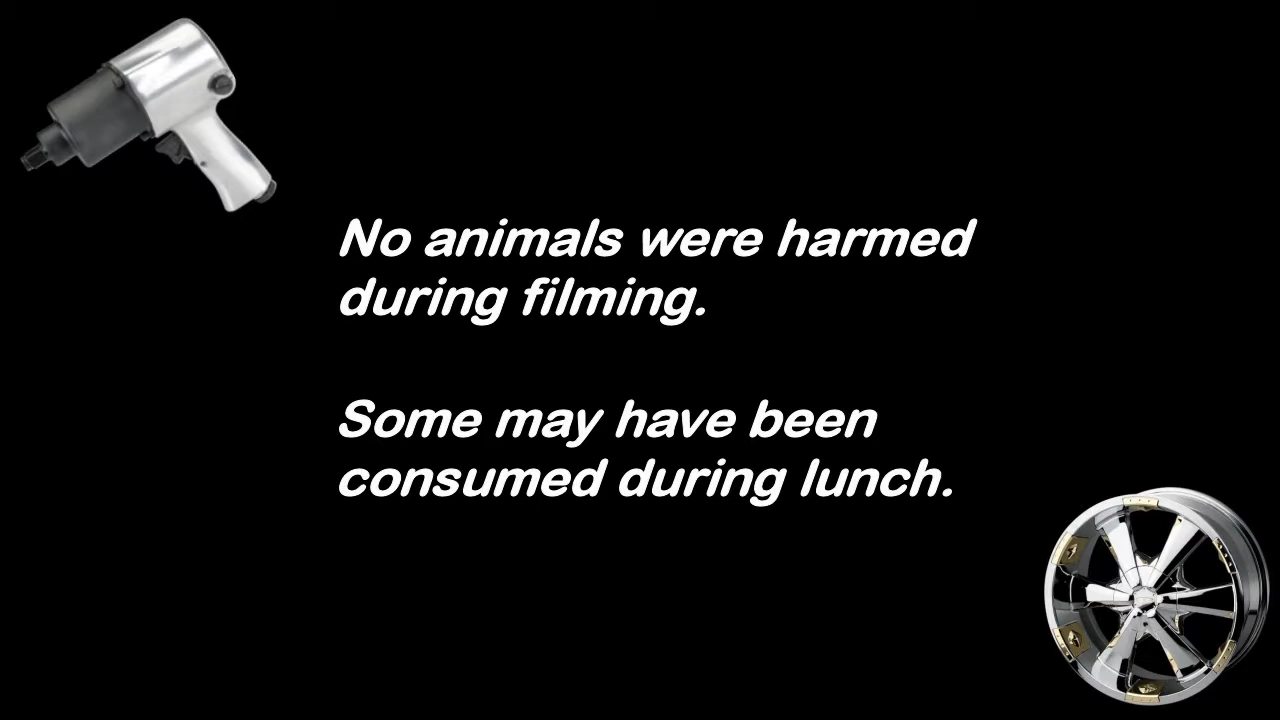 No animals were harmed
during filming.
Some may have been
consumed during lunch.